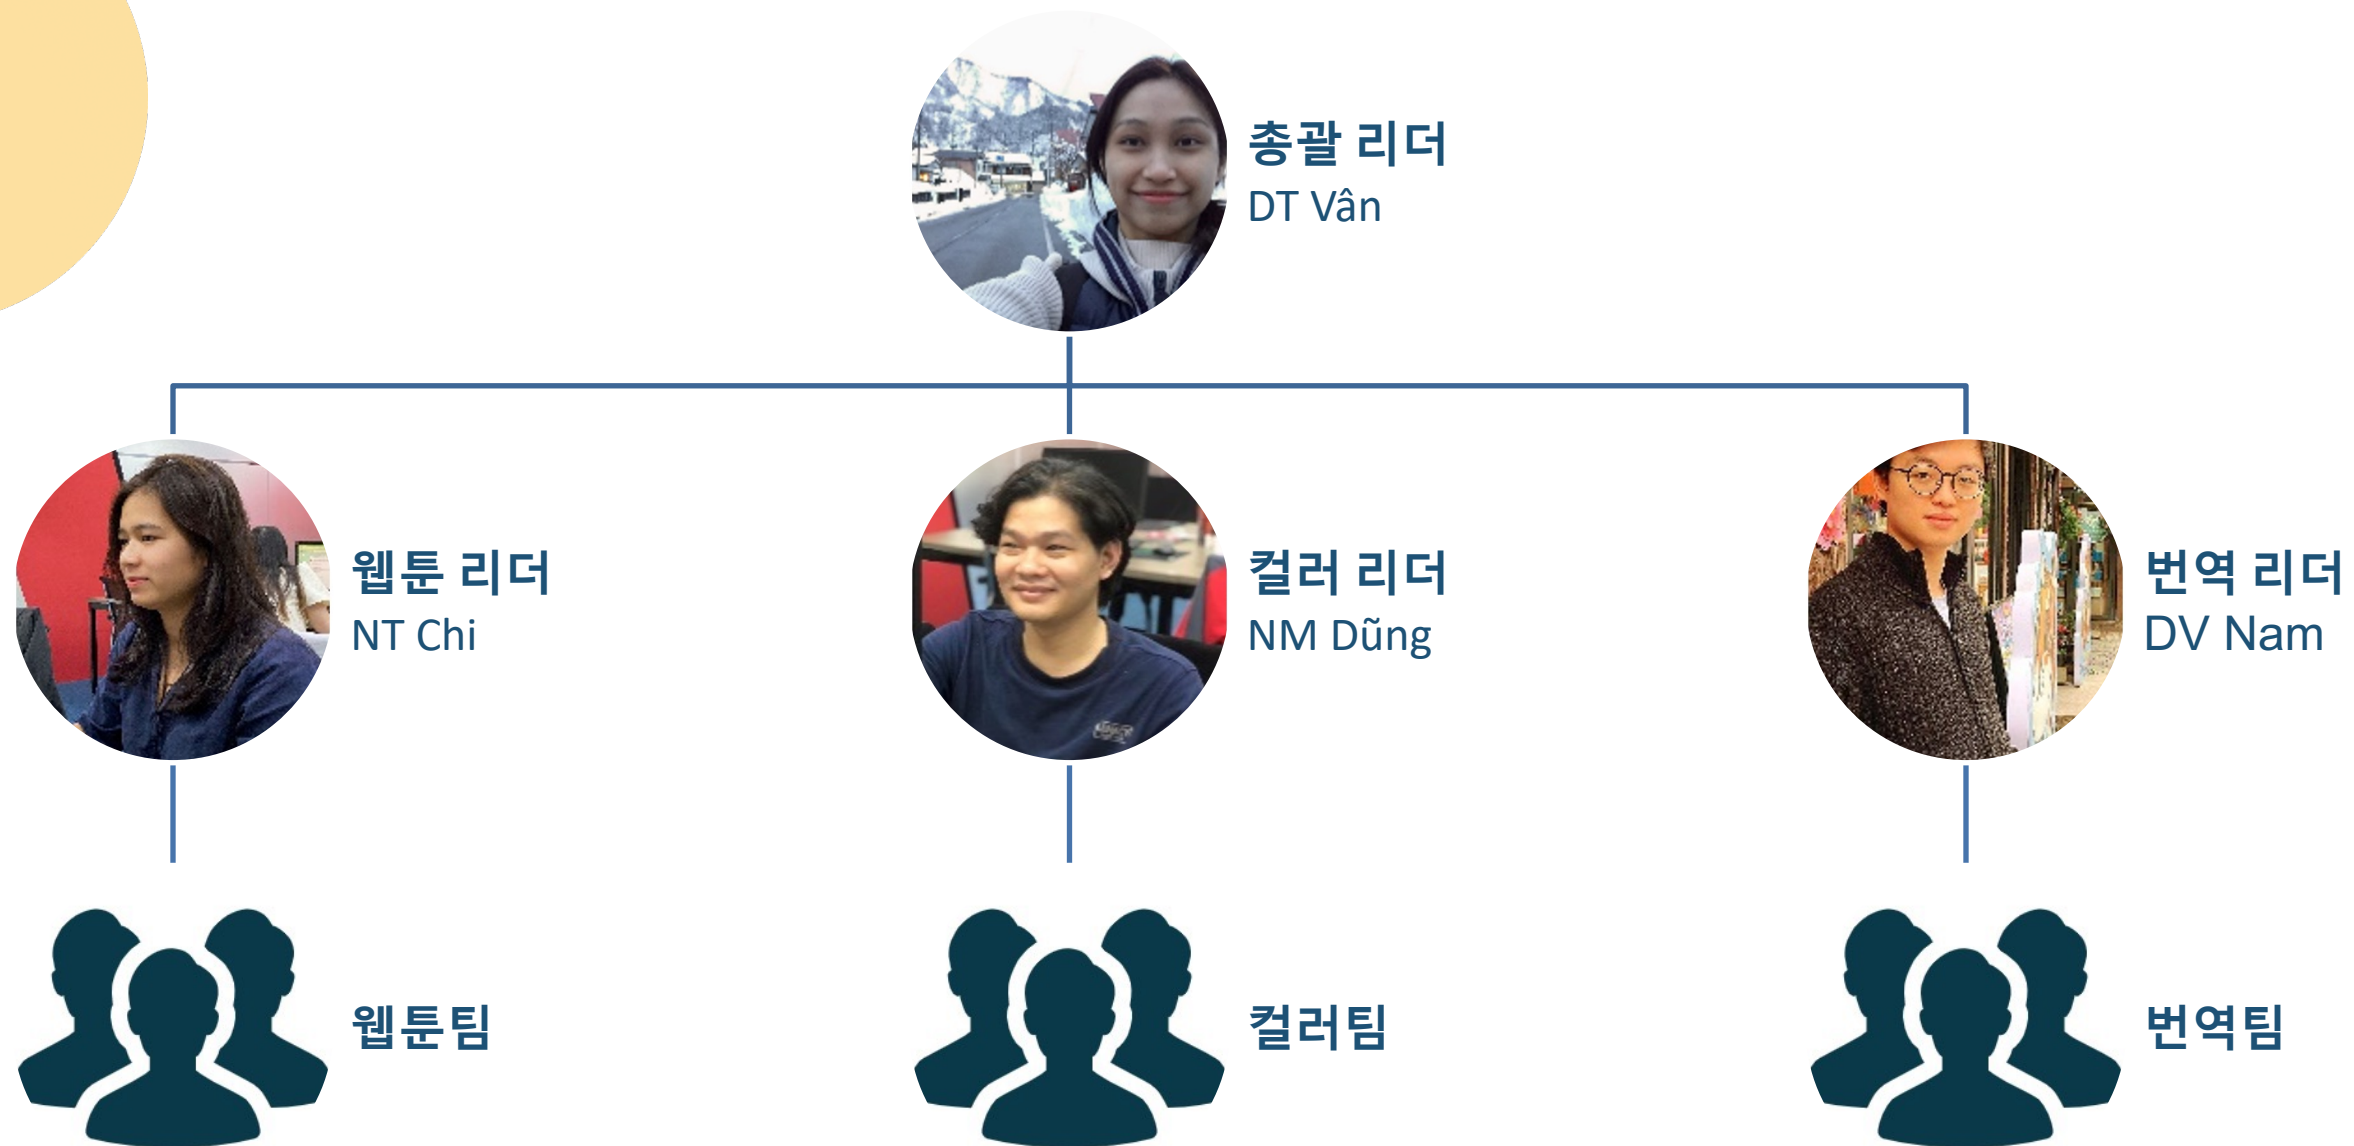 총괄 리더
DT Vân
웹툰 리더
NT Chi
컬러 리더
NM Dũng
번역 리더
DV Nam
웹툰팀
컬러팀
번역팀